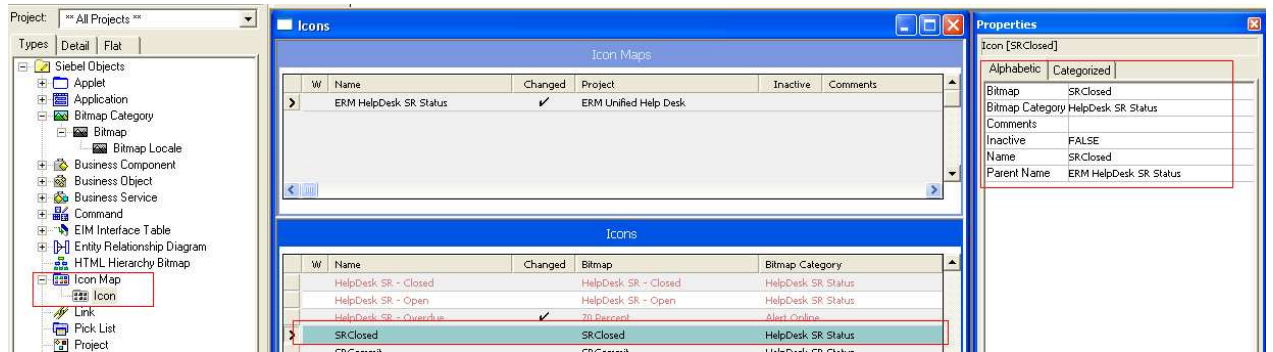 Project: ** All Projects **
Types Detail Flat
Siebel Objects
Applet
Application
Bitmap Category
Bitmap
Bitmap Locale
Business Component
Business Object
Business Service
Command
EIM Interface Table
Entity Relationship Diagram
HTML Hierarchy Bitmap
Icon Map
Icon
Link
Pick List
Project
Icons
Icon Maps
W Name Changed Project Inactive Comments
ERM HelpDesk SR Status ERM Unified Help Desk
Icons
W Name Changed Bitmap Bitmap Category
HelpDesk SR - Closed HelpDesk SR - Closed HelpDesk SR Status
HelpDesk SR - Open HelpDesk SR - Open HelpDesk SR Status
HelpDesk SR - Overdue 70 Percent Alert Online
SRClosed SRClosed HelpDesk SR Status
SRCommit SRCommit HelpDesk SR Status
Properties
Icon [SRClosed]
Alphabetic Categorized
Bitmap SRClosed
Bitmap Category HelpDesk SR Status
Comments
Inactive FALSE
Name SRClosed
Parent Name ERM HelpDesk SR Status